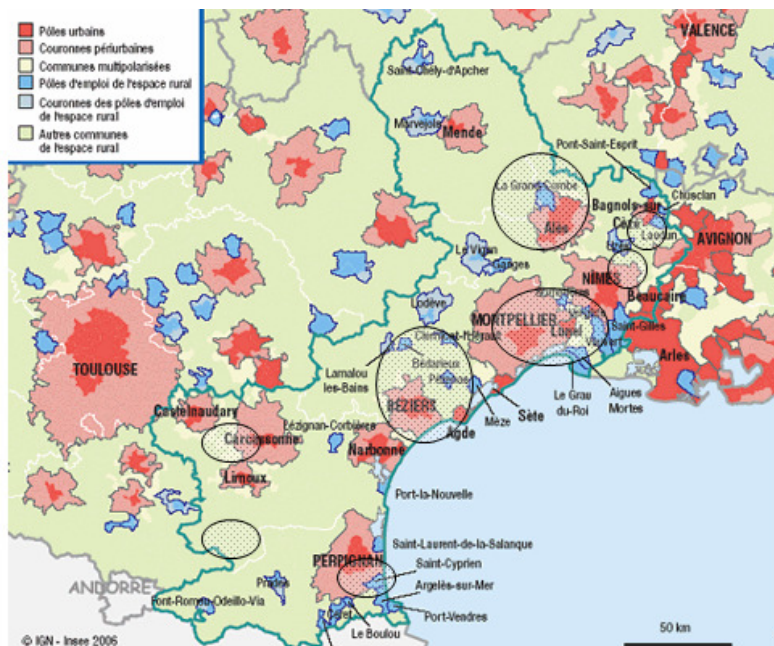 Pôles urbains
Couronnes périurbaines
Communes multipolarisées
Pôles d'emploi de l'espace rural
Couronnes des pôles d'emploi
de l'espace rural
Autres communes
de l'espace rural
VALENCE
Saint-Chély-d'Apcher
Marvejols
Mende
Pont-Saint-Esprit
La Grand-Combe
Chusclan
Bagnols-sur-
Cèze
Alès
Laudun
AVIGNON
Le Vigan
Ganges
NÎMES
Beaucaire
Lodève
MONTPELLIER
Lunel
Saint-Gilles
Vauvert
TOULOUSE
Clermont-l'Hérault
Arles
Lamalou
les-Bains
Bédarieux
Pézenas
Le Grau
du-Roi
Aigues
Mortes
Castelnaudary
BÉZIERS
Mèze
Sète
Lézignan-Corbières
Agde
Carcassonne
Narbonne
Limoux
Port-la-Nouvelle
Saint-Laurent-de-la-Salanque
PERPIGNAN
Saint-Cyprien
ANDORRE
Prades
Argelès-sur-Mer
Font-Romeu-Odeillo-Via
Céret
Port-Vendres
Le Boulou
50 km
© IGN - Insee 2006